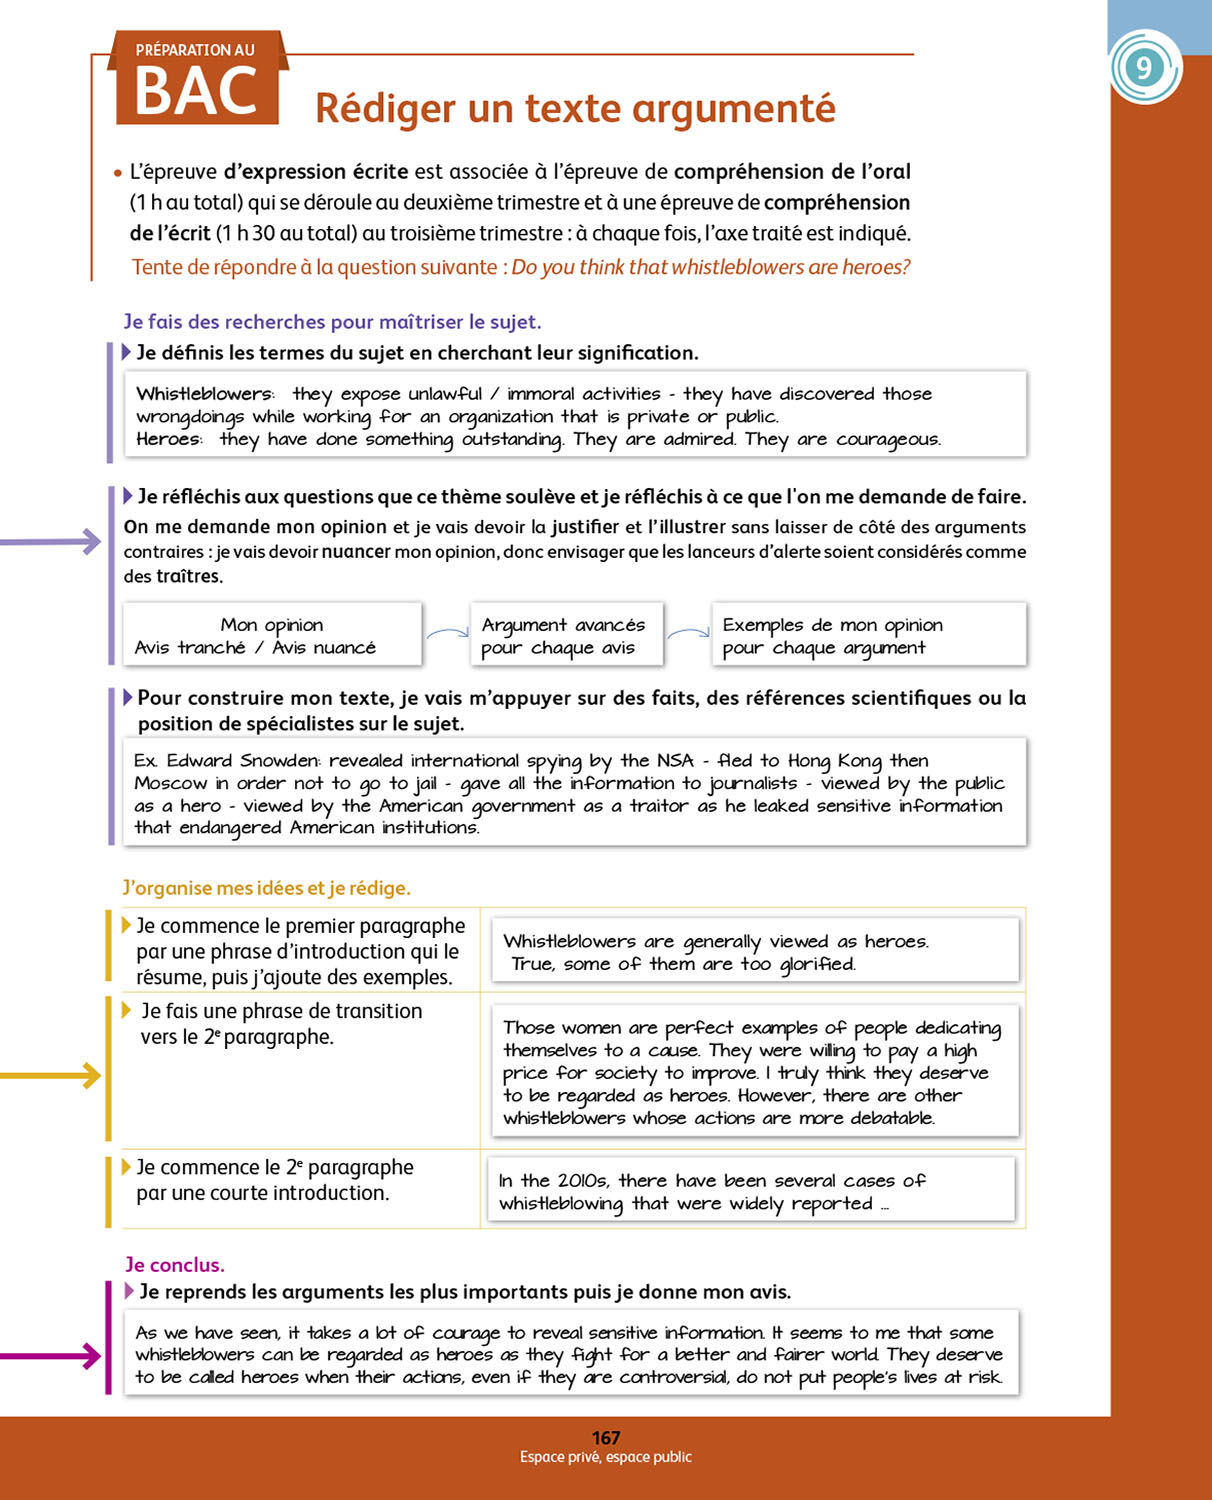 PRÉPARATION AU
BAC
9
Rédiger un texte argumenté
• L'épreuve d'expression écrite est associée à l'épreuve de compréhension de l'oral
(1 h au total) qui se déroule au deuxième trimestre et à une épreuve de compréhension
de l'écrit (1 h 30 au total) au troisième trimestre : à chaque fois, l'axe traité est indiqué.
Tente de répondre à la question suivante : Do you think that whistleblowers are heroes?
Je fais des recherches pour maîtriser le sujet.
Je définis les termes du sujet en cherchant leur signification.
Whistleblowers: they expose unlawful / immoral activities - they have discovered those
wrongdoings while working for an organization that is private or public.
Heroes: they have done something outstanding. They are admired. They are courageous.
Je réfléchis aux questions que ce thème soulève et je réfléchis à ce que l'on me demande de faire.
On me demande mon opinion et je vais devoir la justifier et l'illustrer sans laisser de côté des arguments
contraires : je vais devoir nuancer mon opinion, donc envisager que les lanceurs d'alerte soient considérés comme
des traîtres.
Mon opinion
Avis tranché / Avis nuancé
Argument avancés
pour chaque avis
Exemples de mon opinion
pour chaque argument
Pour construire mon texte, je vais m'appuyer sur des faits, des références scientifiques ou la
position de spécialistes sur le sujet.
Ex. Edward Snowden: revealed international spying by the NSA - fled to Hong Kong then
Moscow in order not to go to jail - gave all the information to journalists - viewed by the public
as a hero - viewed by the American government as a traitor as he leaked sensitive information
that endangered American institutions.
J'organise mes idées et je rédige.
Je commence le premier paragraphe
par une phrase d'introduction qui le
résume, puis j'ajoute des exemples.
Whistleblowers are generally viewed as heroes.
True, some of them are too glorified.
Je fais une phrase de transition
vers le 2e paragraphe.
Those women are perfect examples of people dedicating
themselves to a cause. They were willing to pay a high
price for society to improve. I truly think they deserve
to be regarded as heroes. However, there are other
whistleblowers whose actions are more debatable.
Je commence le 2e paragraphe
par une courte introduction.
In the 2010s, there have been several cases of
whistleblowing that were widely reported ...
Je conclus.
Je reprends les arguments les plus importants puis je donne mon avis.
As we have seen, it takes a lot of courage to reveal sensitive information. It seems to me that some
whistleblowers can be regarded as heroes as they fight for a better and fairer world. They deserve
to be called heroes when their actions, even if they are controversial, do not put people's lives at risk.
167
Espace privé, espace public